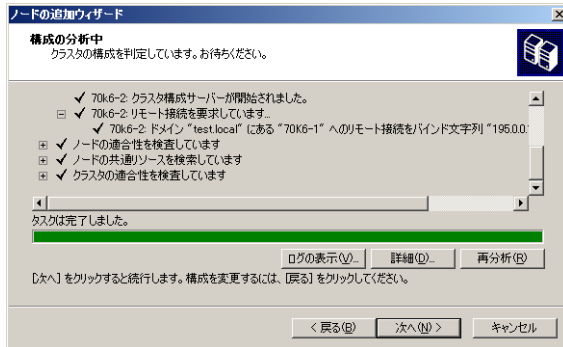 ノードの追加ウィザード
構成の分析中
クラスタの構成を判定しています。お待ちください。
70k6-2: クラスタ構成サーバーが開始されました。
70k6-2: リモート接続を要求しています...
70k6-2: ドメイン "test.local" にある "70K6-1" へのリモート接続をバインド文字列 "195.0.0.
ノードの適合性を検査しています
ノードの共通リソースを検索しています
クラスタの適合性を検査しています
タスクは完了しました。
ログの表示(V)... 詳細(D)... 再分析(R)
[次へ] をクリックすると続行します。構成を変更するには、[戻る] をクリックしてください。
< 戻る(B) 次へ(N) > キャンセル